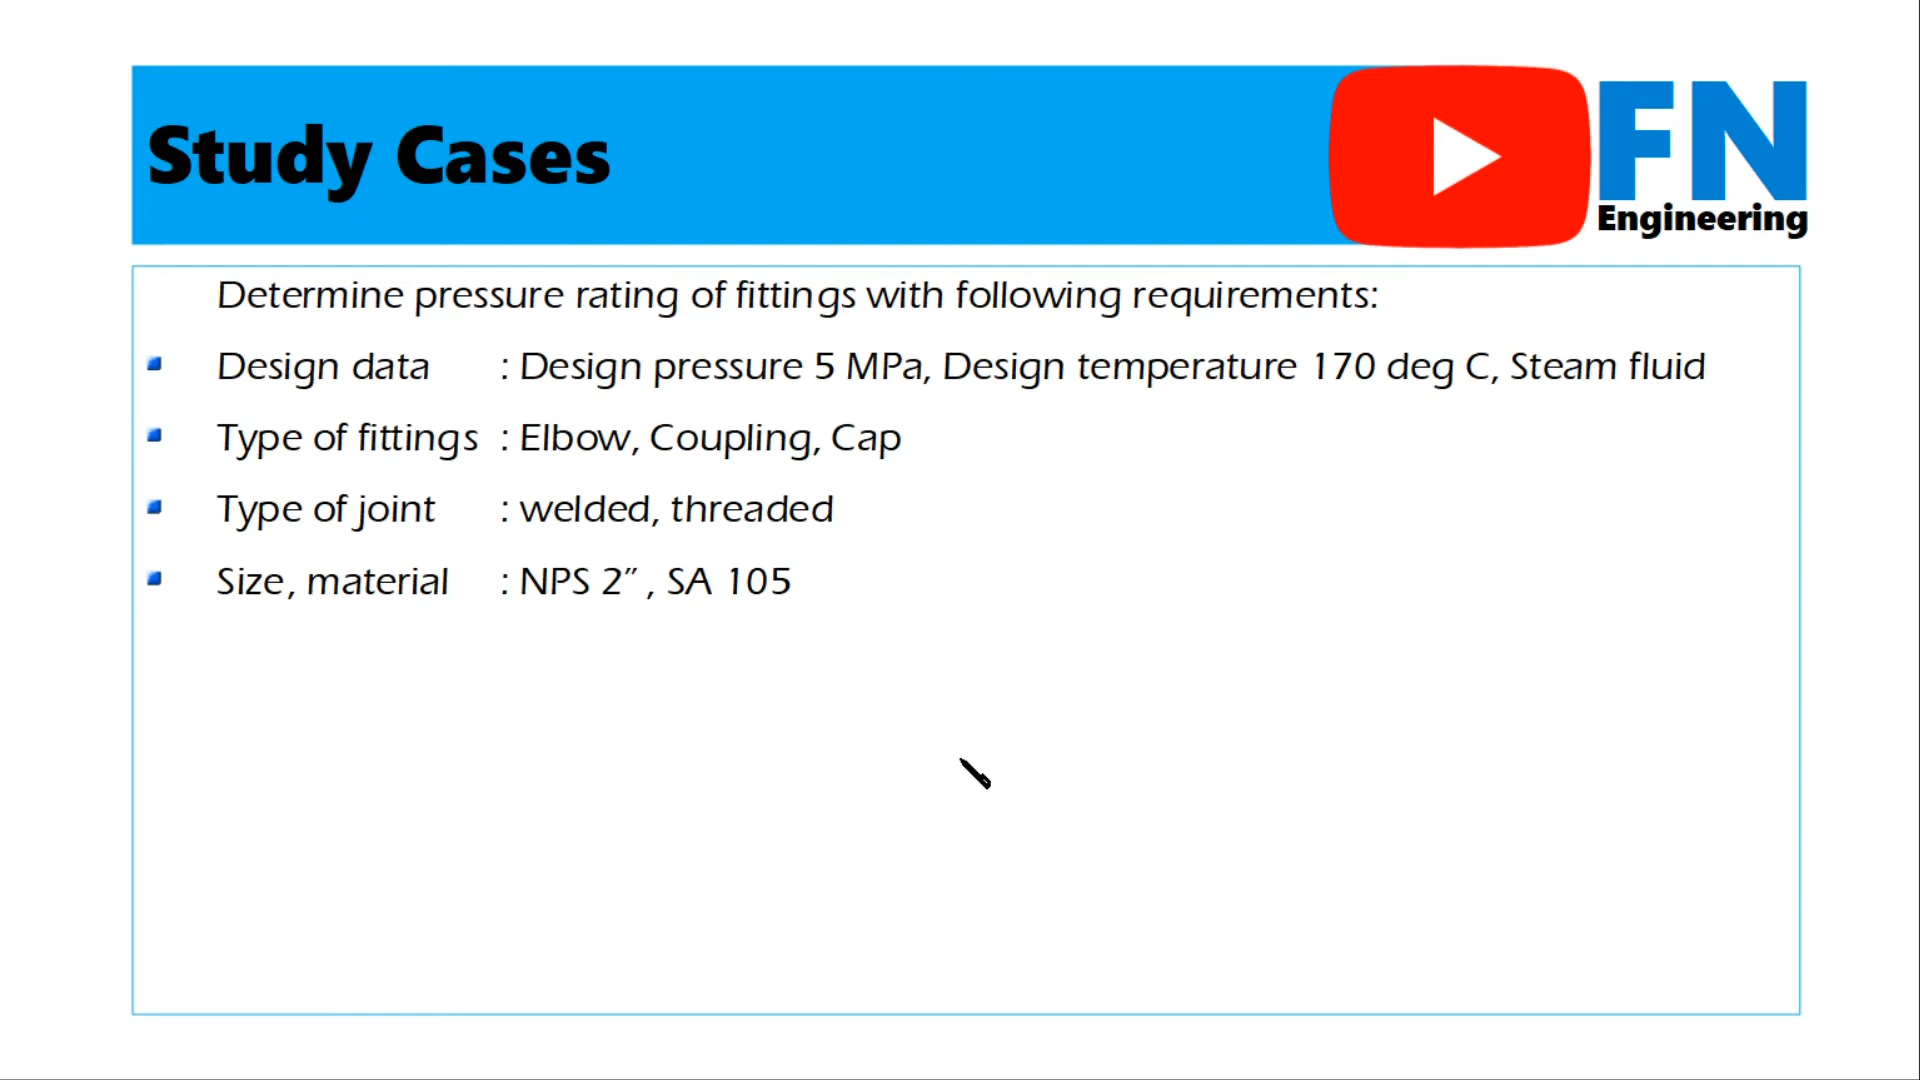 Study Cases
FN
Engineering
Determine pressure rating of fittings with following requirements:
Design data : Design pressure 5 MPa, Design temperature 170 deg C, Steam fluid
Type of fittings : Elbow, Coupling, Cap
Type of joint : welded, threaded
Size, material : NPS 2” , SA 105